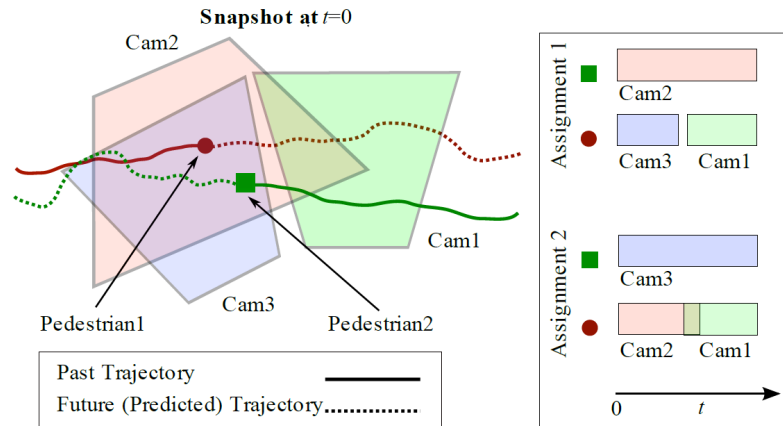 Snapshot at t=0
Cam2
Cam1
Cam3
Pedestrian1
Pedestrian2
Past Trajectory
Future (Predicted) Trajectory
Assignment 1
Cam2
Cam3 Cam1
Assignment 2
Cam3
Cam2 Cam1
0 t